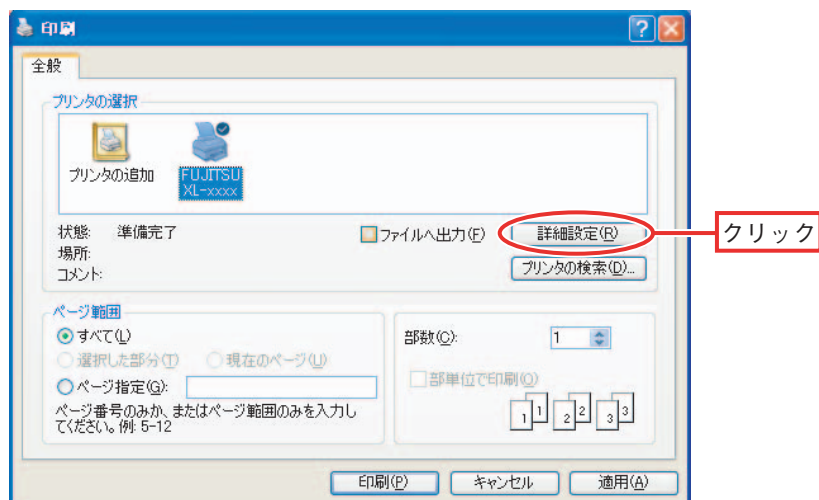 印刷
全般
プリンタの選択
プリンタの追加
FUJITSU
XL-xxxx
状態: 準備完了
場所:
コメント:
ファイルへ出力(F)
詳細設定(R)
クリック
プリンタの検索(D)...
ページ範囲
すべて(L)
選択した部分(T) 現在のページ(U)
ページ指定(G):
ページ番号のみか、またはページ範囲のみを入力し
てください。例: 5-12
部数(C): 1
部単位で印刷(O)
1 1 2 2 3 3
印刷(P) キャンセル 適用(A)